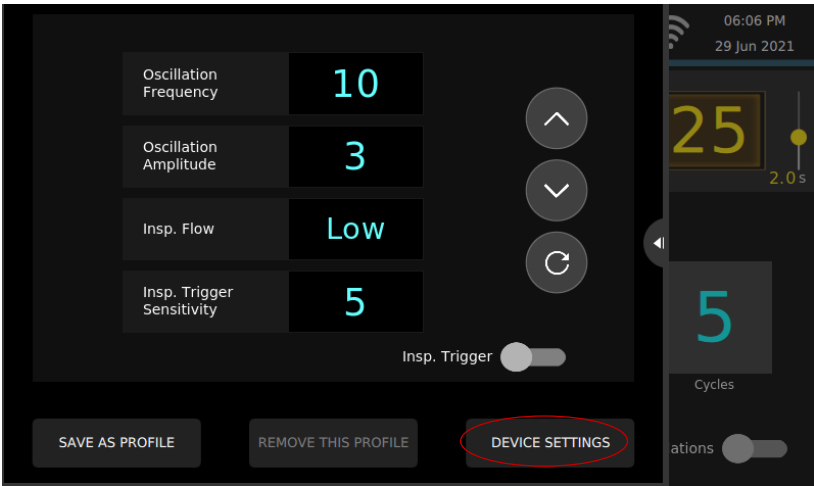 06:06 PM
29 Jun 2021
Oscillation
Frequency
10
Oscillation
Amplitude
3
Insp. Flow
Low
Insp. Trigger
Sensitivity
5
Insp. Trigger
25
2.0 s
5
Cycles
SAVE AS PROFILE
REMOVE THIS PROFILE
DEVICE SETTINGS
ations